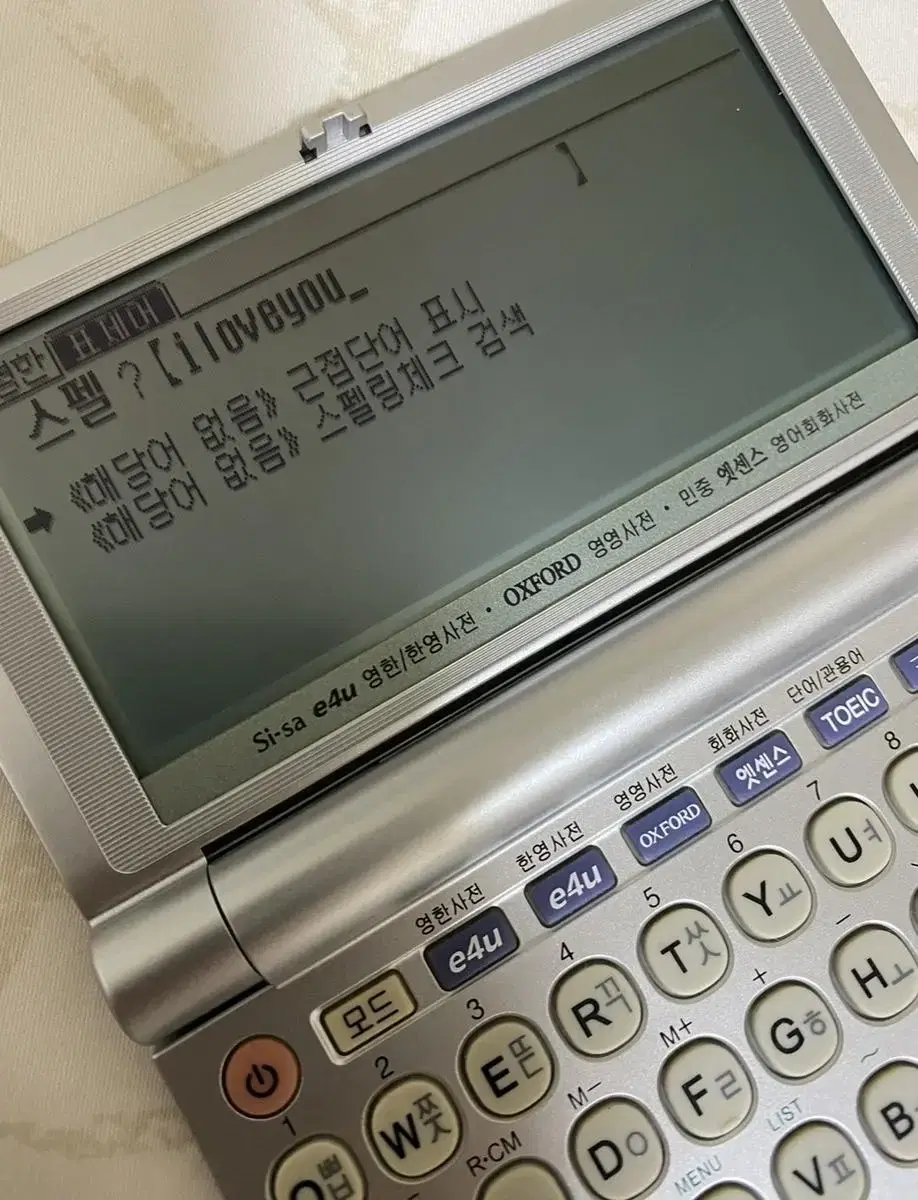 영한 표제어
스펠?【iloveyou_】
《해당어 없음》 근접단어 표시
➡《해당어 없음》 스펠링체크 검색
Si-sa e4u 영한/한영사전 · OXFORD 영영사전 · 민중 엣센스 영어회화사전
영한사전 한영사전 영영사전 회화사전 단어/관용어
모드 e4u e4u OXFORD 엣센스 TOEIC
1 2 3 4 5 6 7 8
W ㅉㅈ E ㄸㄷ R ㄲㄱ T ㅆㅅ Y ㅛ U ㅕ
R·CM M- M+ + -
D ㅇ F ㄹ G ㅎ H ㅗ
MENU LIST ~
V ㅍ B